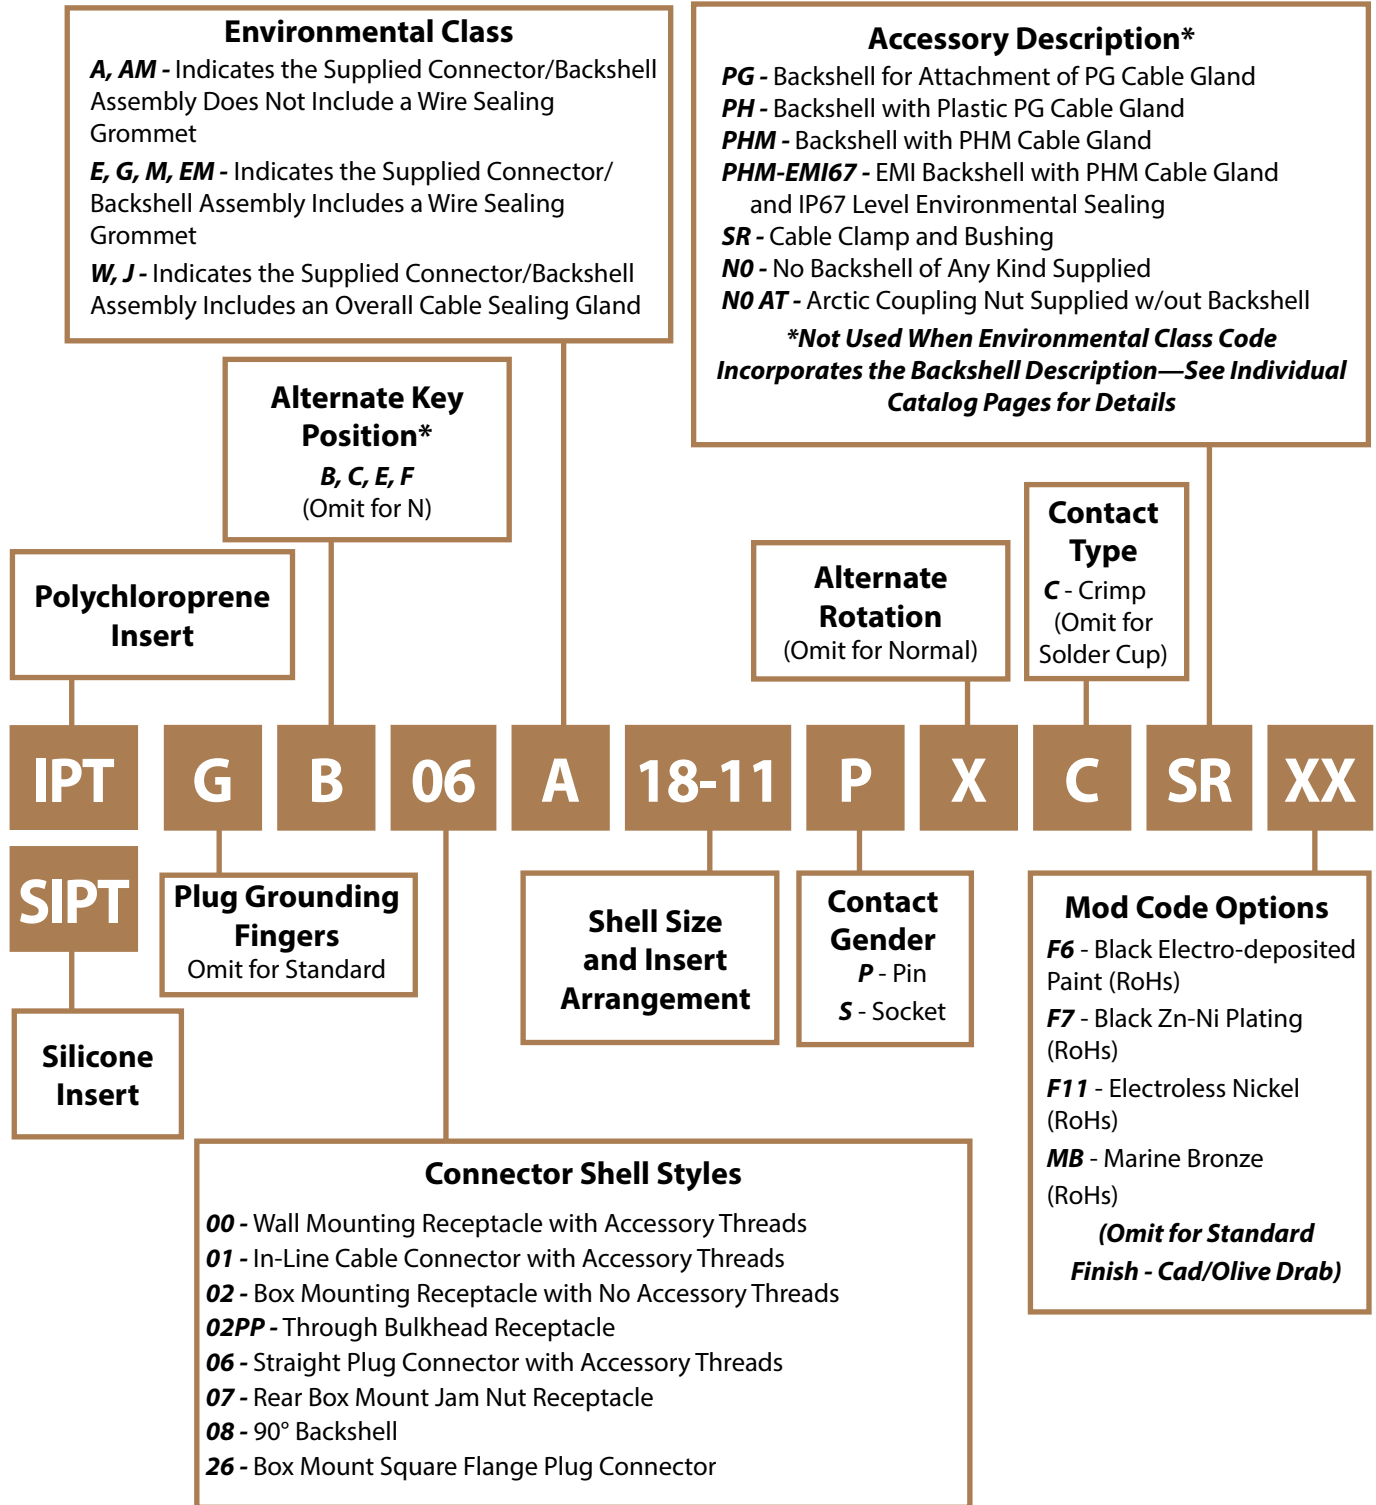 Environmental Class
A, AM - Indicates the Supplied Connector/Backshell
Assembly Does Not Include a Wire Sealing
Grommet
E, G, M, EM - Indicates the Supplied Connector/
Backshell Assembly Includes a Wire Sealing
Grommet
W, J - Indicates the Supplied Connector/Backshell
Assembly Includes an Overall Cable Sealing Gland
Accessory Description*
PG - Backshell for Attachment of PG Cable Gland
PH - Backshell with Plastic PG Cable Gland
PHM - Backshell with PHM Cable Gland
PHM-EMI67 - EMI Backshell with PHM Cable Gland
and IP67 Level Environmental Sealing
SR - Cable Clamp and Bushing
N0 - No Backshell of Any Kind Supplied
N0 AT - Arctic Coupling Nut Supplied w/out Backshell
*Not Used When Environmental Class Code
Incorporates the Backshell Description—See Individual
Catalog Pages for Details
Alternate Key
Position*
B, C, E, F
(Omit for N)
Contact
Type
C - Crimp
(Omit for
Solder Cup)
Polychloroprene
Insert
Alternate
Rotation
(Omit for Normal)
IPT G B 06 A 18-11 P X C SR XX
SIPT
Silicone
Insert
Plug Grounding
Fingers
Omit for Standard
Shell Size
and Insert
Arrangement
Contact
Gender
P - Pin
S - Socket
Mod Code Options
F6 - Black Electro-deposited
Paint (RoHs)
F7 - Black Zn-Ni Plating
(RoHs)
F11 - Electroless Nickel
(RoHs)
MB - Marine Bronze
(RoHs)
(Omit for Standard
Finish - Cad/Olive Drab)
Connector Shell Styles
00 - Wall Mounting Receptacle with Accessory Threads
01 - In-Line Cable Connector with Accessory Threads
02 - Box Mounting Receptacle with No Accessory Threads
02PP - Through Bulkhead Receptacle
06 - Straight Plug Connector with Accessory Threads
07 - Rear Box Mount Jam Nut Receptacle
08 - 90° Backshell
26 - Box Mount Square Flange Plug Connector